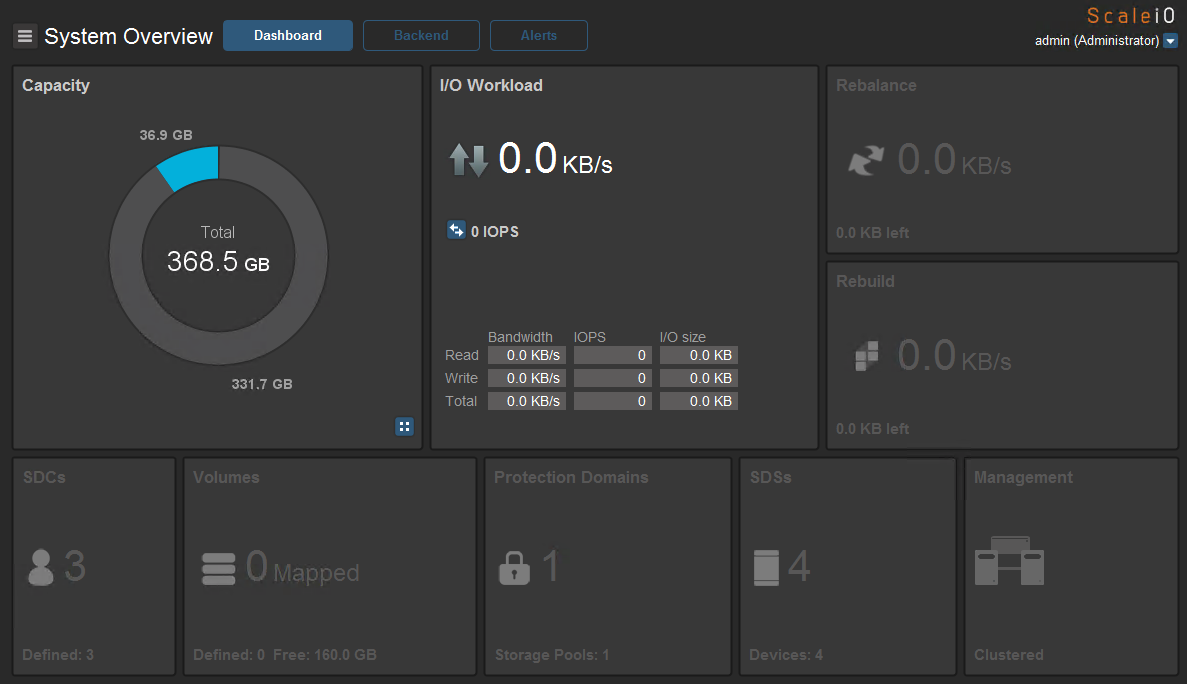 System Overview
Dashboard
Backend
Alerts
ScaleiO
admin (Administrator)
Capacity
36.9 GB
Total
368.5 GB
331.7 GB
I/O Workload
0.0 KB/s
0 IOPS
Bandwidth IOPS I/O size
Read 0.0 KB/s 0 0.0 KB
Write 0.0 KB/s 0 0.0 KB
Total 0.0 KB/s 0 0.0 KB
Rebalance
0.0 KB/s
0.0 KB left
Rebuild
0.0 KB/s
0.0 KB left
SDCs
3
Defined: 3
Volumes
0 Mapped
Defined: 0 Free: 160.0 GB
Protection Domains
1
Storage Pools: 1
SDSs
4
Devices: 4
Management
Clustered